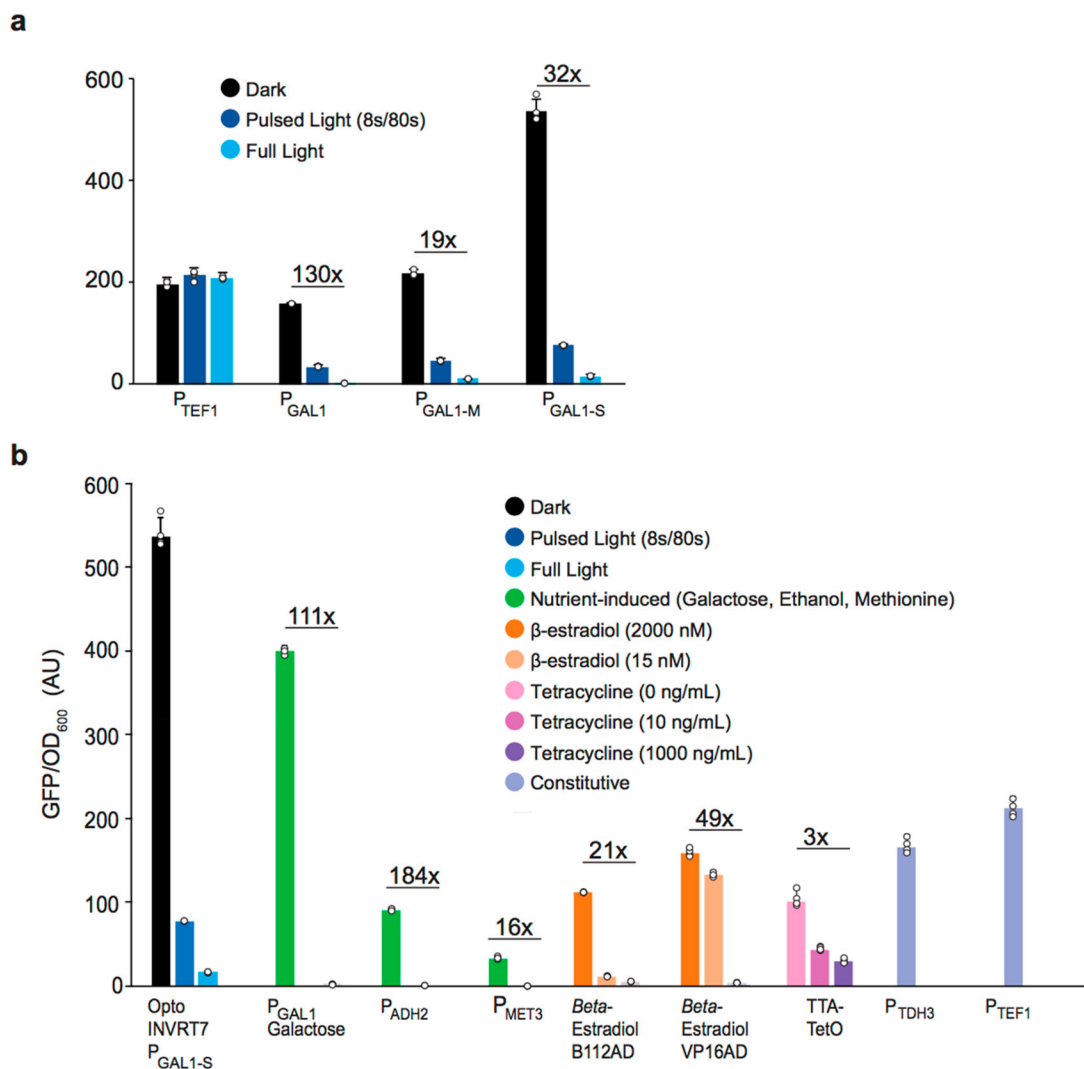 a
600
400
200
0
Dark
Pulsed Light (8s/80s)
Full Light
130x
19x
32x
PTEF1
PGAL1
PGAL1-M
PGAL1-S
b
GFP/OD600 (AU)
600
500
400
300
200
100
0
Dark
Pulsed Light (8s/80s)
Full Light
Nutrient-induced (Galactose, Ethanol, Methionine)
β-estradiol (2000 nM)
β-estradiol (15 nM)
Tetracycline (0 ng/mL)
Tetracycline (10 ng/mL)
Tetracycline (1000 ng/mL)
Constitutive
111x
184x
16x
21x
49x
3x
Opto
INVRT7
PGAL1-S
PGAL1
Galactose
PADH2
PMET3
Beta-
Estradiol
B112AD
Beta-
Estradiol
VP16AD
TTA-
TetO
PTDH3
PTEF1